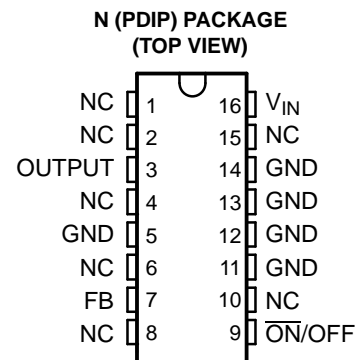 N (PDIP) PACKAGE
(TOP VIEW)
NC 1 16 VIN
NC 2 15 NC
OUTPUT 3 14 GND
NC 4 13 GND
GND 5 12 GND
NC 6 11 GND
FB 7 10 NC
NC 8 9 O̅N̅/OFF